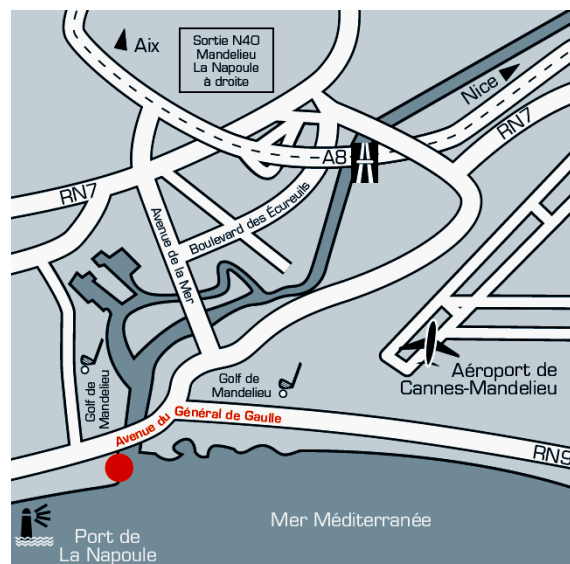 Aix
Sortie N40
Mandelieu
La Napoule
à droite
Nice
RN7
A8
RN7
Boulevard des Écureuils
Avenue de la Mer
Golf de
Mandelieu
Golf de
Mandelieu
Aéroport de
Cannes-Mandelieu
Avenue du Général de Gaulle
RN9
Mer Méditerranée
Port de
La Napoule